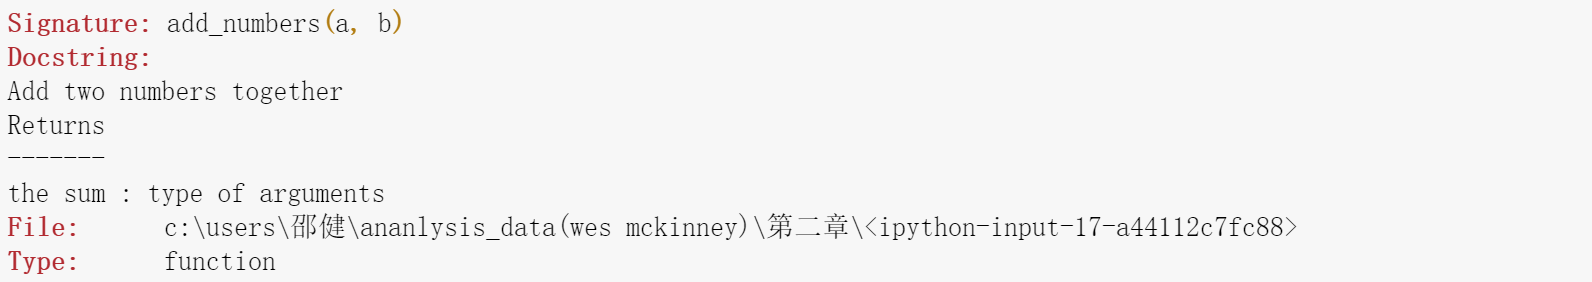 Signature: add_numbers(a, b)
Docstring:
Add two numbers together
Returns
-------
the sum : type of arguments
File:      c:\users\邵健\ananlysis_data(wes mckinney)\第二章\<ipython-input-17-a44112c7fc88>
Type:      function